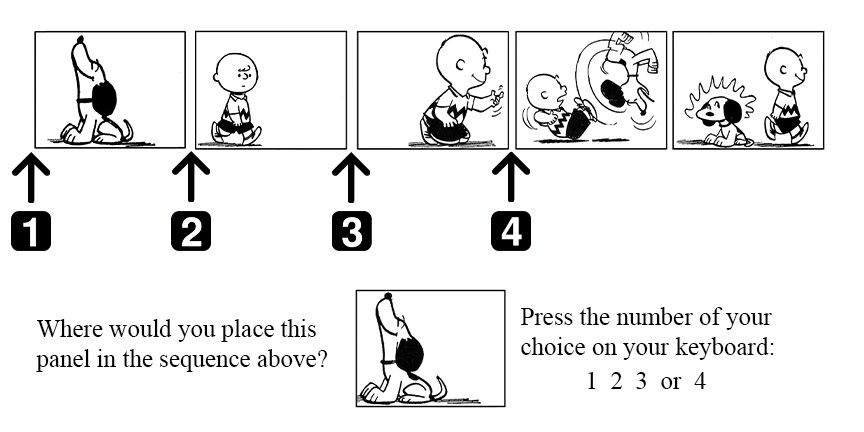 1
2
3
4
Where would you place this
panel in the sequence above?
Press the number of your
choice on your keyboard:
1 2 3 or 4